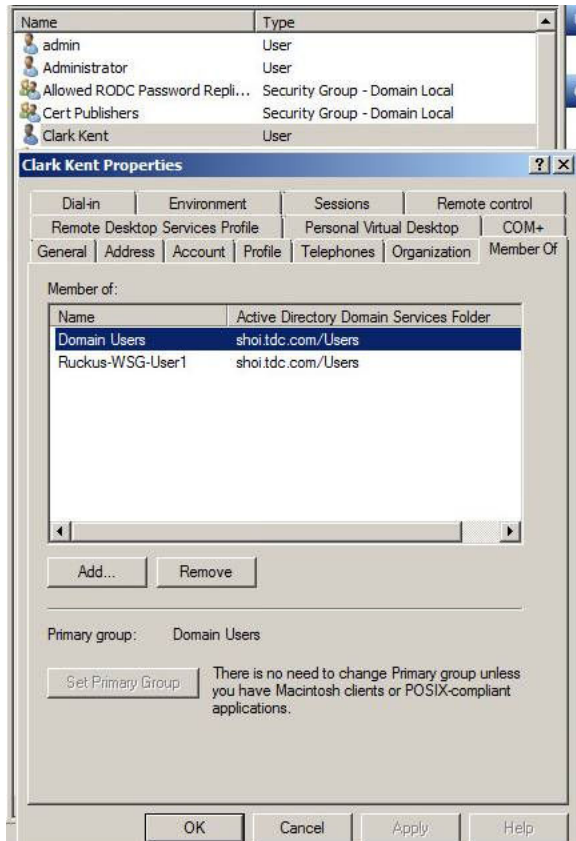 Name Type
admin User
Administrator User
Allowed RODC Password Repli... Security Group - Domain Local
Cert Publishers Security Group - Domain Local
Clark Kent User
Clark Kent Properties
Dial-in Environment Sessions Remote control
Remote Desktop Services Profile Personal Virtual Desktop COM+
General Address Account Profile Telephones Organization Member Of
Member of:
Name Active Directory Domain Services Folder
Domain Users shoi.tdc.com/Users
Ruckus-WSG-User1 shoi.tdc.com/Users
Add... Remove
Primary group: Domain Users
Set Primary Group
There is no need to change Primary group unless
you have Macintosh clients or POSIX-compliant
applications.
OK Cancel Apply Help